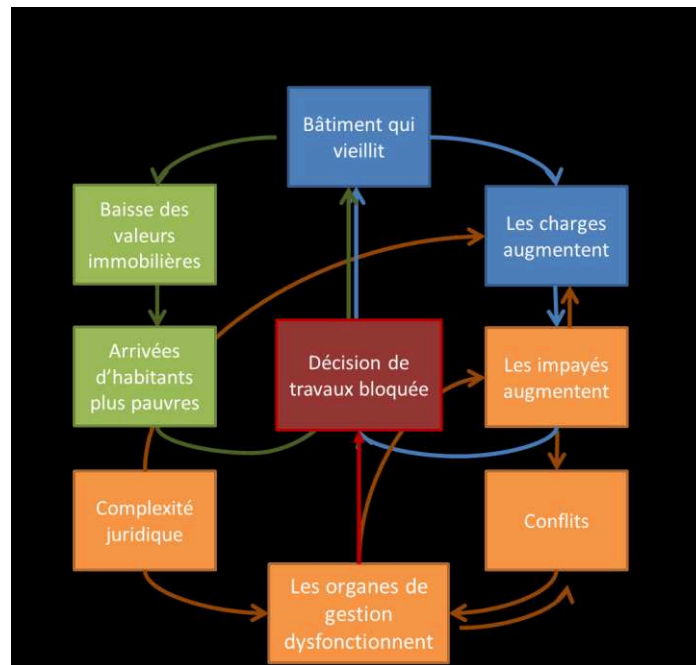 Bâtiment qui
vieillit
Baisse des
valeurs
immobilières
Les charges
augmentent
Arrivées
d'habitants
plus pauvres
Décision de
travaux bloquée
Les impayés
augmentent
Complexité
juridique
Conflits
Les organes de
gestion
dysfonctionnent